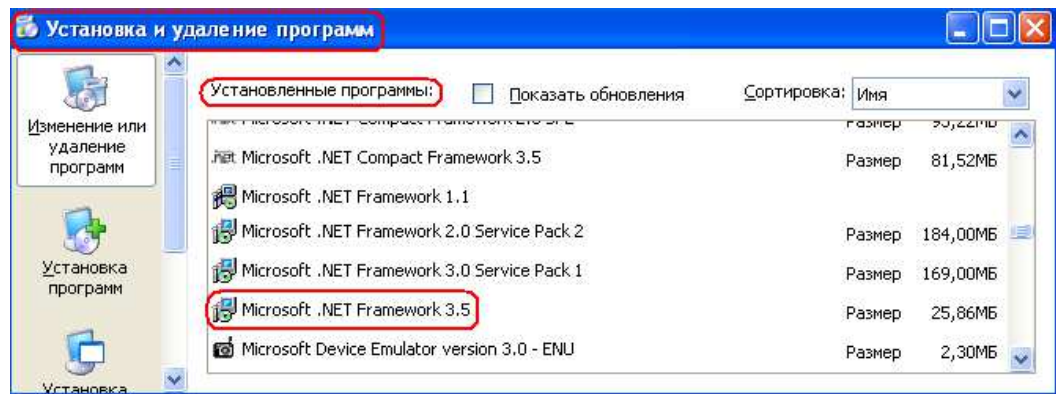 Установка и удаление программ
Изменение или
удаление
программ
Установка
программ
Установка
Установленные программы:
Показать обновления
Сортировка: Имя
Microsoft .NET Compact Framework 3.5 Размер 81,52МБ
Microsoft .NET Framework 1.1
Microsoft .NET Framework 2.0 Service Pack 2 Размер 184,00МБ
Microsoft .NET Framework 3.0 Service Pack 1 Размер 169,00МБ
Microsoft .NET Framework 3.5 Размер 25,86МБ
Microsoft Device Emulator version 3.0 - ENU Размер 2,30МБ